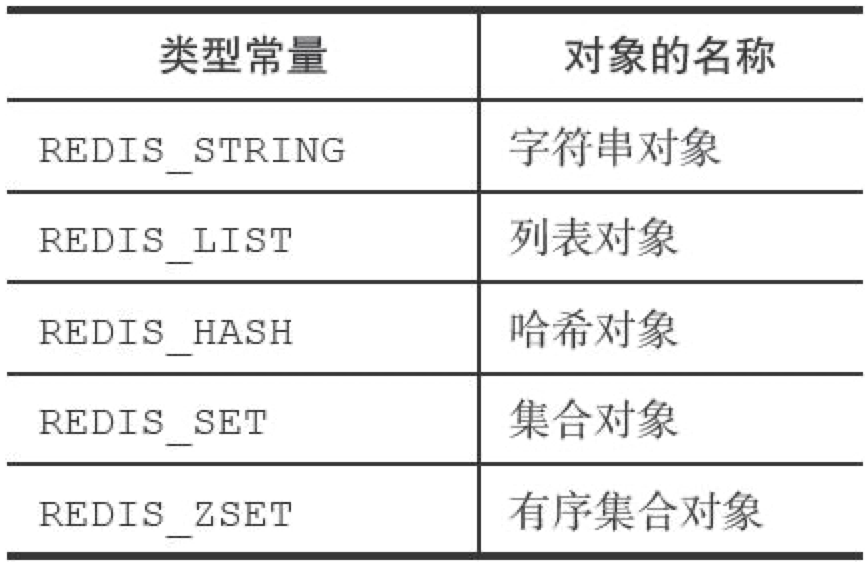 类型常量 对象的名称
REDIS_STRING 字符串对象
REDIS_LIST 列表对象
REDIS_HASH 哈希对象
REDIS_SET 集合对象
REDIS_ZSET 有序集合对象